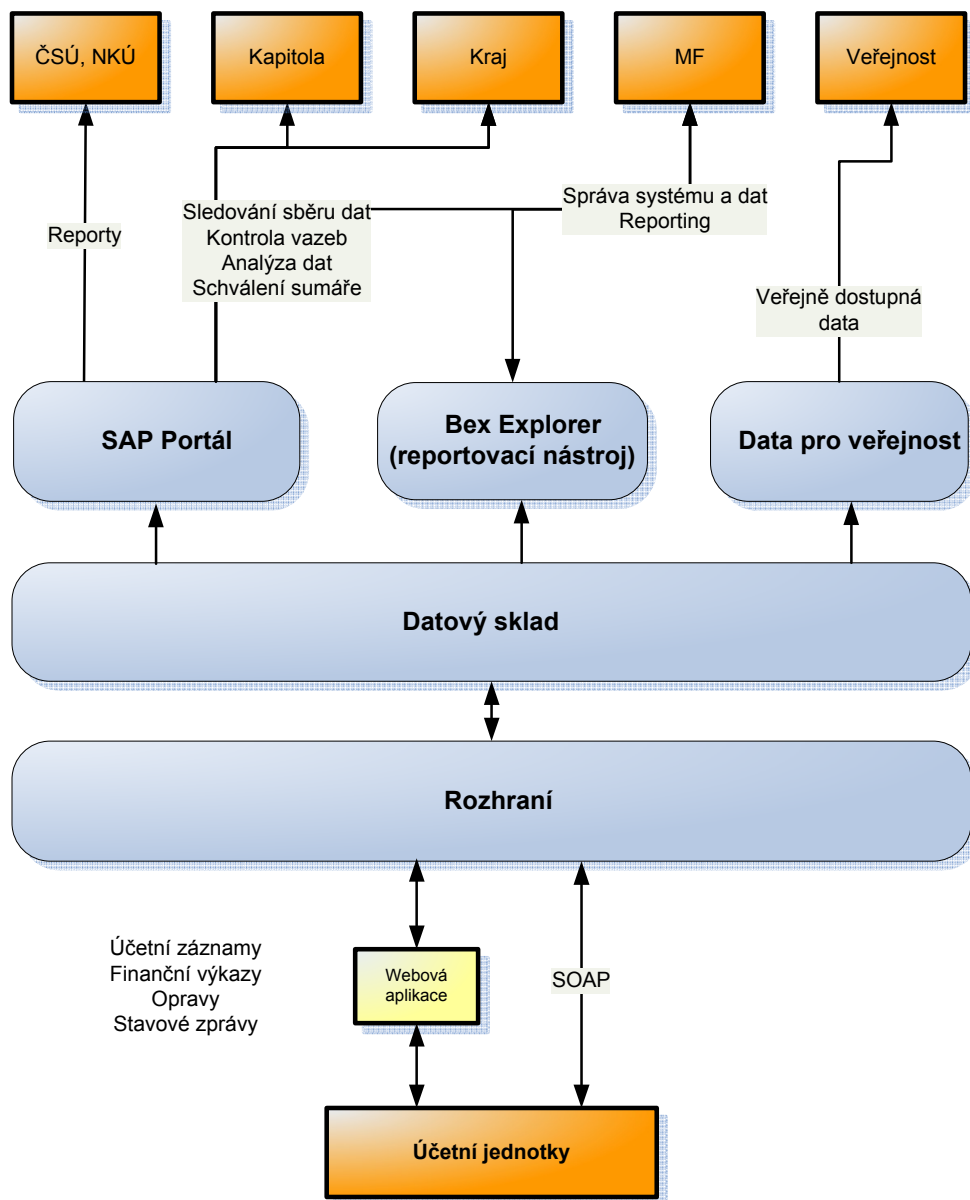 ČSÚ, NKÚ
Kapitola
Kraj
MF
Veřejnost
Reporty
Sledování sběru dat
Kontrola vazeb
Analýza dat
Schválení sumáře
Správa systému a dat
Reporting
Veřejně dostupná
data
SAP Portál
Bex Explorer
(reportovací nástroj)
Data pro veřejnost
Datový sklad
Rozhraní
Účetní záznamy
Finanční výkazy
Opravy
Stavové zprávy
Webová
aplikace
SOAP
Účetní jednotky